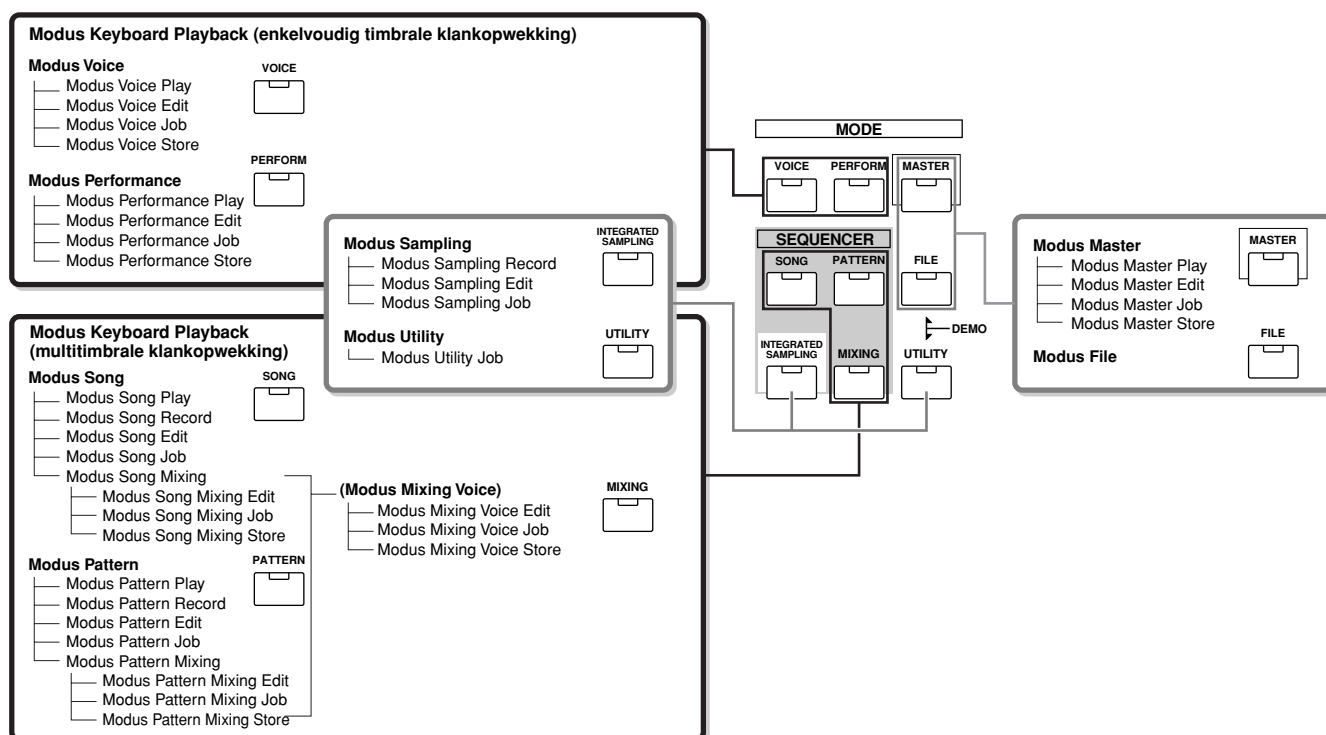 Modus Keyboard Playback (enkelvoudig timbrale klankopwekking)
Modus Voice
VOICE
Modus Voice Play
Modus Voice Edit
Modus Voice Job
Modus Voice Store
Modus Performance
PERFORM
Modus Performance Play
Modus Performance Edit
Modus Performance Job
Modus Performance Store
Modus Sampling
INTEGRATED
SAMPLING
Modus Sampling Record
Modus Sampling Edit
Modus Sampling Job
Modus Utility
UTILITY
Modus Utility Job
Modus Keyboard Playback
(multitimbrale klankopwekking)
Modus Song
SONG
Modus Song Play
Modus Song Record
Modus Song Edit
Modus Song Job
Modus Song Mixing
Modus Song Mixing Edit
Modus Song Mixing Job
Modus Song Mixing Store
Modus Pattern
PATTERN
Modus Pattern Play
Modus Pattern Record
Modus Pattern Edit
Modus Pattern Job
Modus Pattern Mixing
Modus Pattern Mixing Edit
Modus Pattern Mixing Job
Modus Pattern Mixing Store
(Modus Mixing Voice)
MIXING
Modus Mixing Voice Edit
Modus Mixing Voice Job
Modus Mixing Voice Store
MODE
VOICE PERFORM MASTER
SEQUENCER
SONG PATTERN FILE
DEMO
INTEGRATED
SAMPLING MIXING UTILITY
Modus Master
MASTER
Modus Master Play
Modus Master Edit
Modus Master Job
Modus Master Store
Modus File
FILE